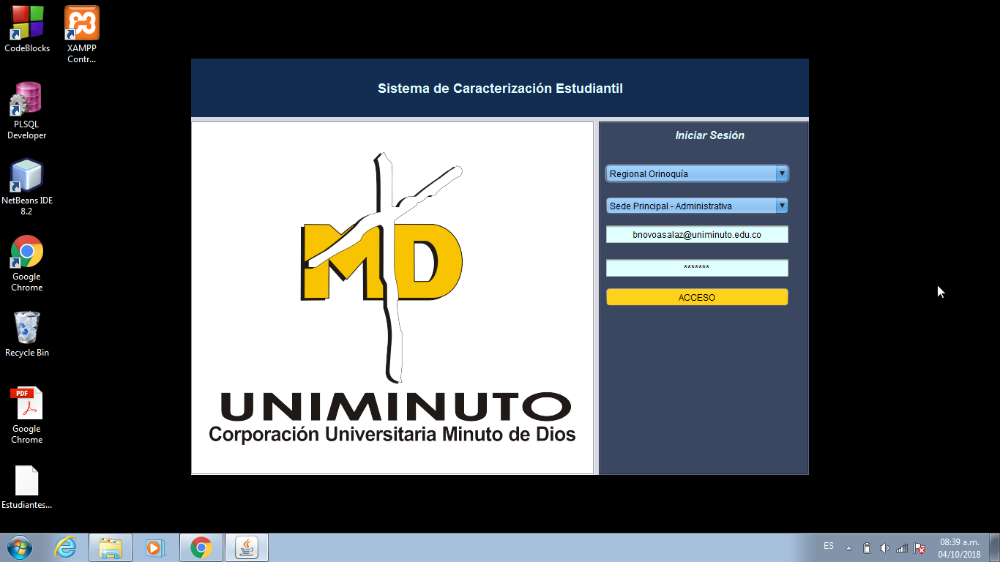 CodeBlocks
XAMPP
Contr...
PLSQL
Developer
NetBeans IDE
8.2
Google
Chrome
Recycle Bin
PDF
Google
Chrome
Estudiantes...
Sistema de Caracterización Estudiantil
MD
UNIMINUTO
Corporación Universitaria Minuto de Dios
Iniciar Sesión
Regional Orinoquía
Sede Principal - Administrativa
bnovoasalaz@uniminuto.edu.co
*******
ACCESO
ES
08:39 a.m.
04/10/2018